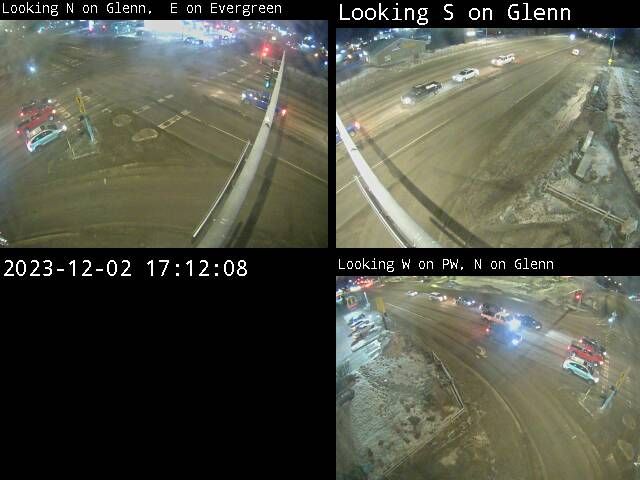 Looking N on Glenn,  E on Evergreen
Looking S on Glenn
2023-12-02 17:12:08
Looking W on PW, N on Glenn